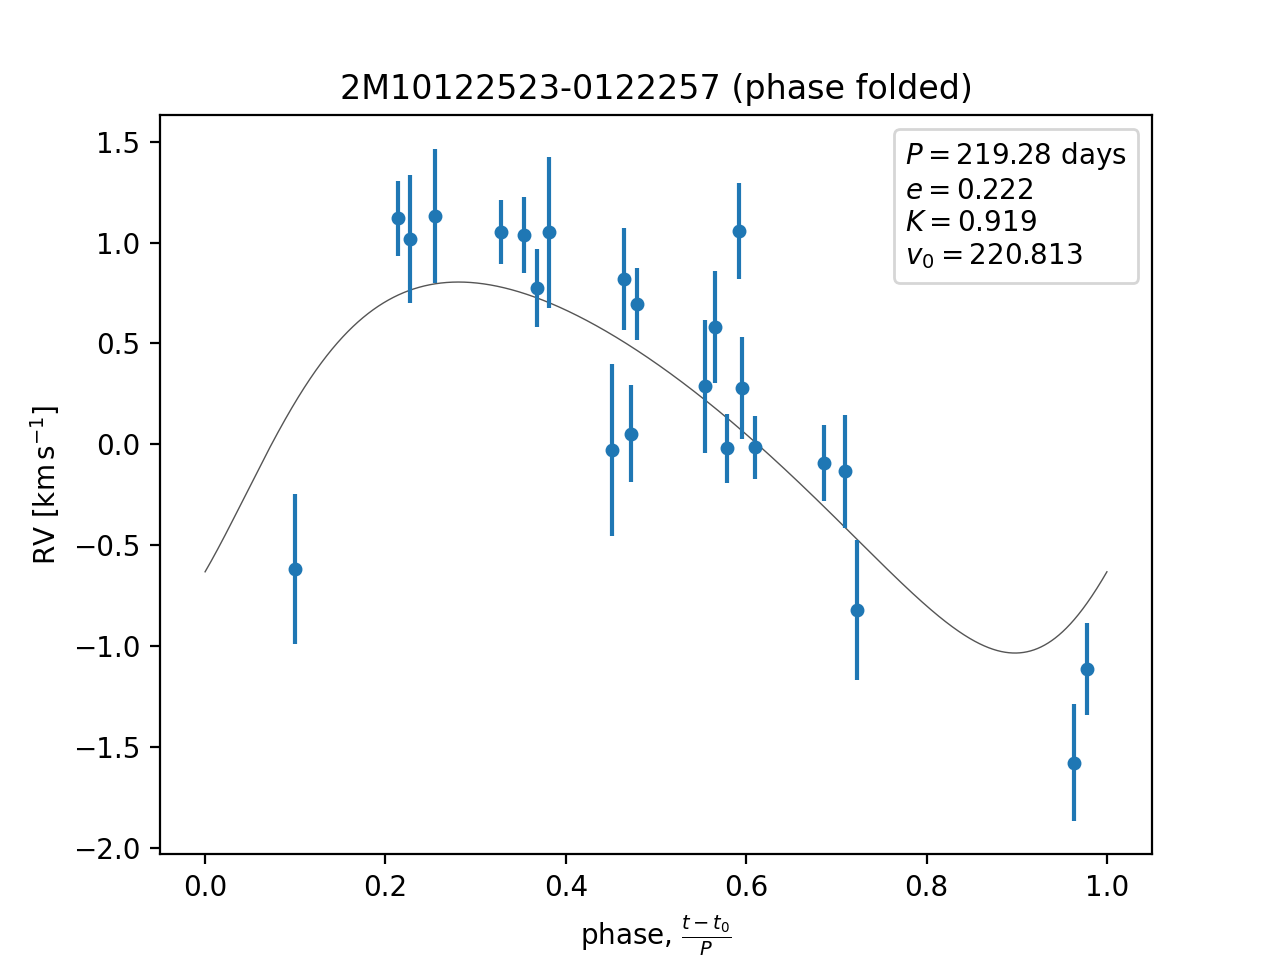 2M10122523-0122257 (phase folded)
P = 219.28 days
e = 0.222
K = 0.919
v₀ = 220.813
RV [km s⁻¹]
1.5
1.0
0.5
0.0
−0.5
−1.0
−1.5
−2.0
0.0 0.2 0.4 0.6 0.8 1.0
phase, \frac{t − t₀}{P}